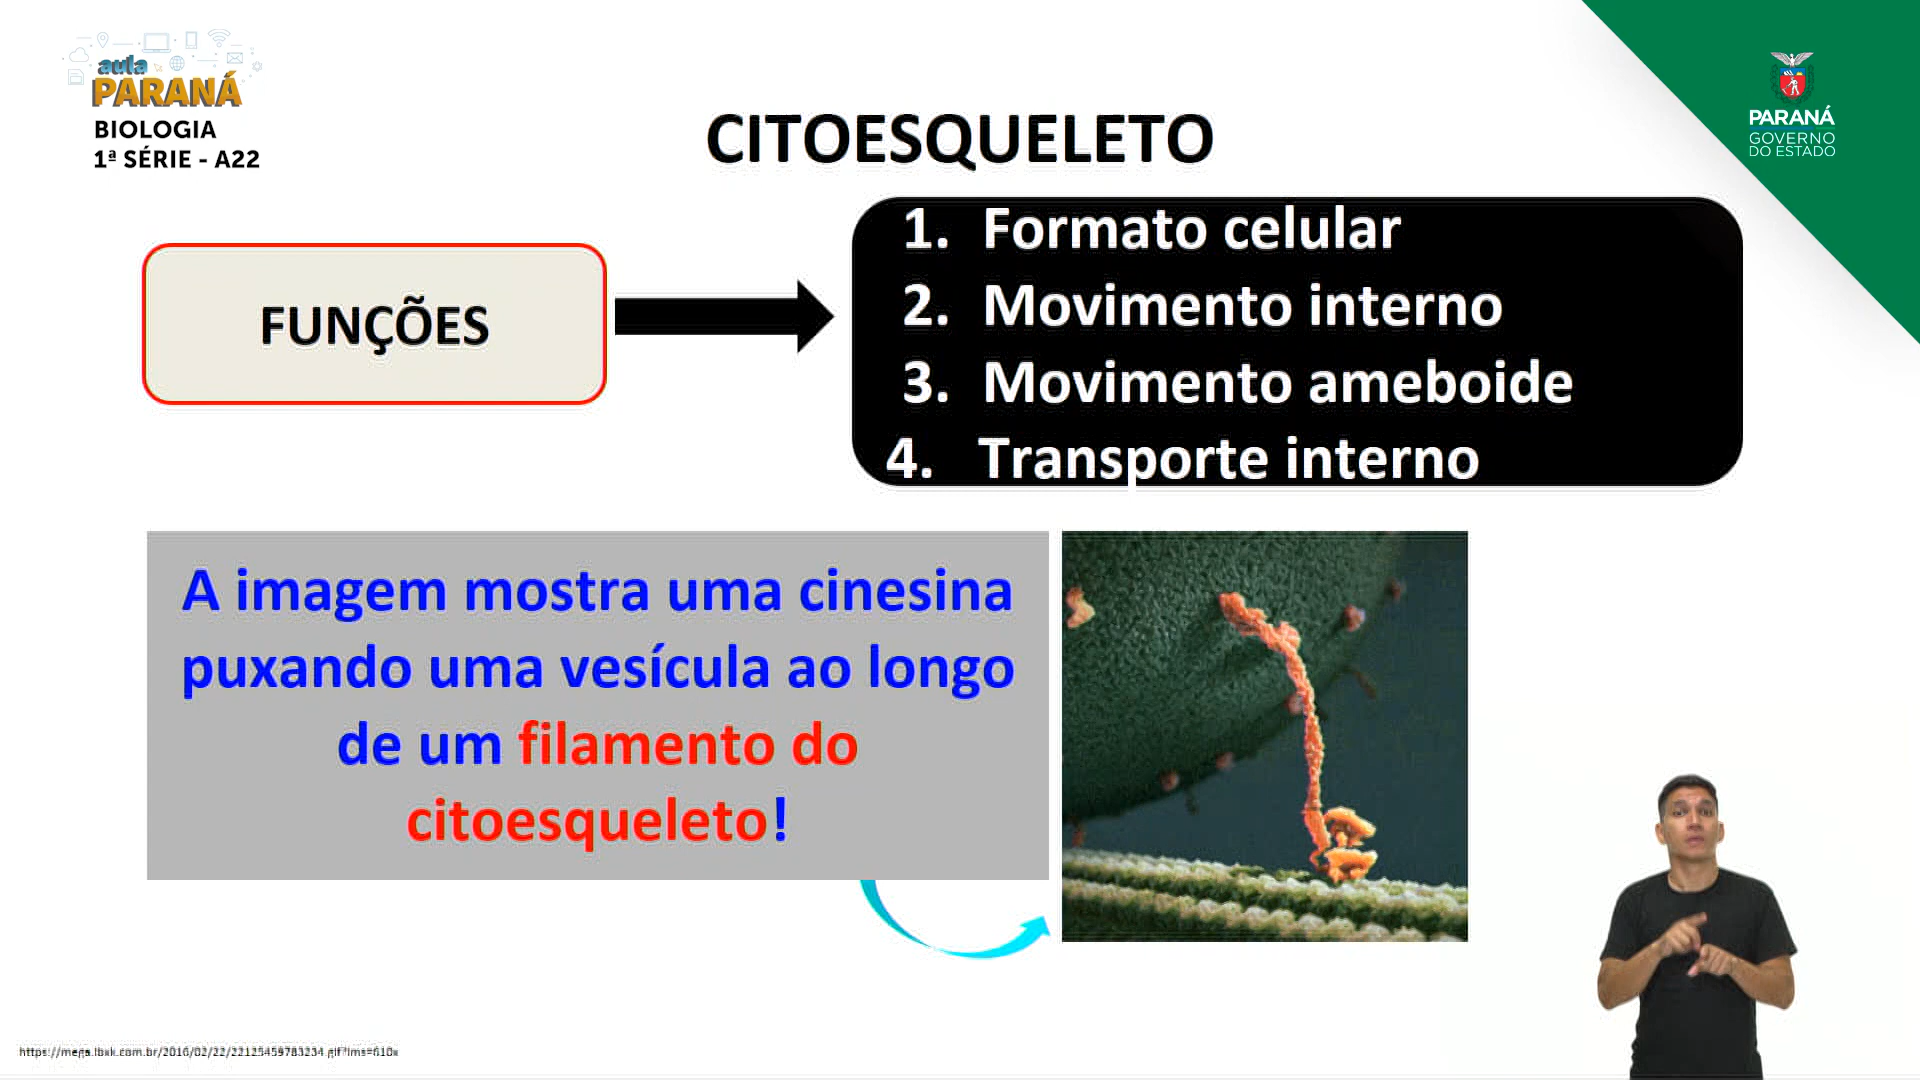 aula
PARANÁ
BIOLOGIA
1ª SÉRIE - A22
PARANÁ
GOVERNO
DO ESTADO
CITOESQUELETO
FUNÇÕES
1. Formato celular
2. Movimento interno
3. Movimento ameboide
4. Transporte interno
A imagem mostra uma cinesina
puxando uma vesícula ao longo
de um filamento do
citoesqueleto!